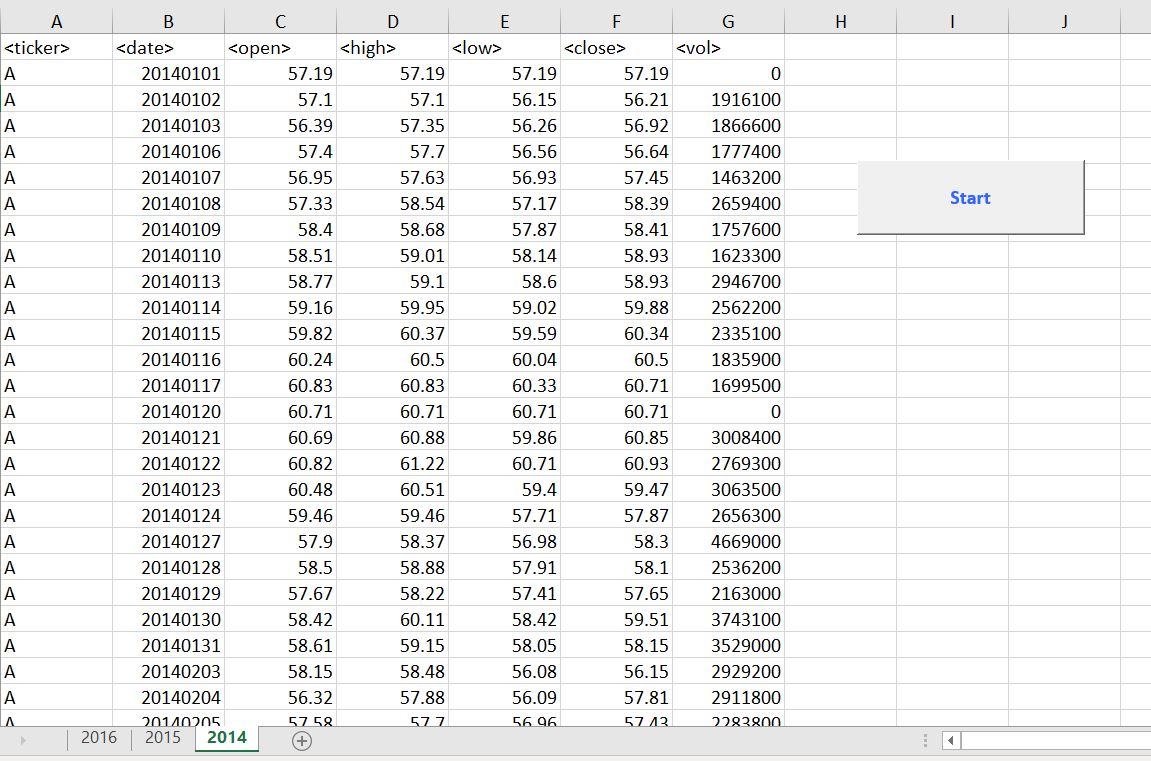 A B C D E F G H I J
<ticker> <date> <open> <high> <low> <close> <vol>
A 20140101 57.19 57.19 57.19 57.19 0
A 20140102 57.1 57.1 56.15 56.21 1916100
A 20140103 56.39 57.35 56.26 56.92 1866600
A 20140106 57.4 57.7 56.56 56.64 1777400
A 20140107 56.95 57.63 56.93 57.45 1463200
Start
A 20140108 57.33 58.54 57.17 58.39 2659400
A 20140109 58.4 58.68 57.87 58.41 1757600
A 20140110 58.51 59.01 58.14 58.93 1623300
A 20140113 58.77 59.1 58.6 58.93 2946700
A 20140114 59.16 59.95 59.02 59.88 2562200
A 20140115 59.82 60.37 59.59 60.34 2335100
A 20140116 60.24 60.5 60.04 60.5 1835900
A 20140117 60.83 60.83 60.33 60.71 1699500
A 20140120 60.71 60.71 60.71 60.71 0
A 20140121 60.69 60.88 59.86 60.85 3008400
A 20140122 60.82 61.22 60.71 60.93 2769300
A 20140123 60.48 60.51 59.4 59.47 3063500
A 20140124 59.46 59.46 57.71 57.87 2656300
A 20140127 57.9 58.37 56.98 58.3 4669000
A 20140128 58.5 58.88 57.91 58.1 2536200
A 20140129 57.67 58.22 57.41 57.65 2163000
A 20140130 58.42 60.11 58.42 59.51 3743100
A 20140131 58.61 59.15 58.05 58.15 3529000
A 20140203 58.15 58.48 56.08 56.15 2929200
A 20140204 56.32 57.88 56.09 57.81 2911800
A 20140205 57.58 57.7 56.96 57.43 2283800
2016 2015 2014